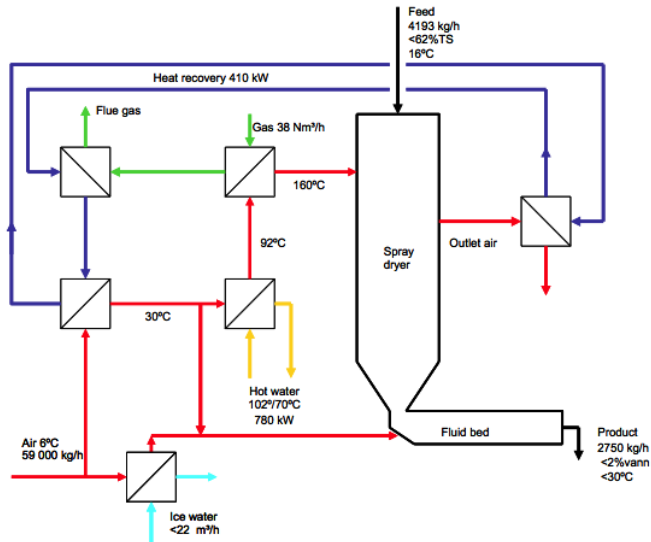 Feed
4193 kg/h
<62%TS
16ºC
Heat recovery 410 kW
Flue gas
Gas 38 Nm³/h
160ºC
92ºC
Outlet air
Spray
dryer
30ºC
Hot water
102º/70ºC
780 kW
Fluid bed
Air 6ºC
59 000 kg/h
Product
2750 kg/h
<2%vann
<30ºC
Ice water
<22 m³/h